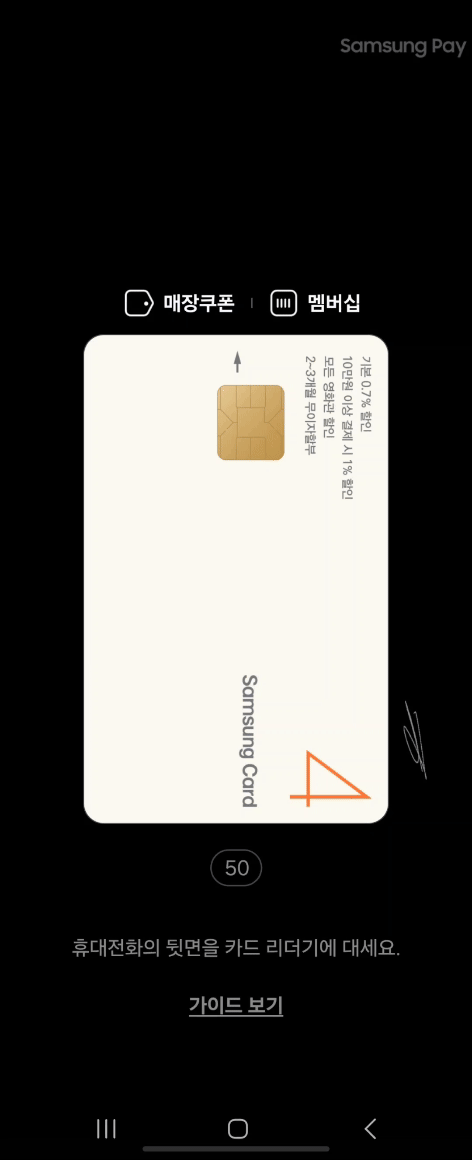 Samsung Pay
매장쿠폰
멤버십
기본 0.7% 할인
10만원 이상 결제 시 1% 할인
모든 영화관 할인
2~3개월 무이자할부
Samsung Card
4
50
휴대전화의 뒷면을 카드 리더기에 대세요.
가이드 보기